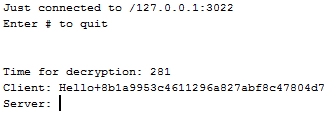 Just connected to /127.0.0.1:3022
Enter # to quit
Time for decryption: 281
Client: Hello+8b1a9953c4611296a827abf8c47804d7
Server: